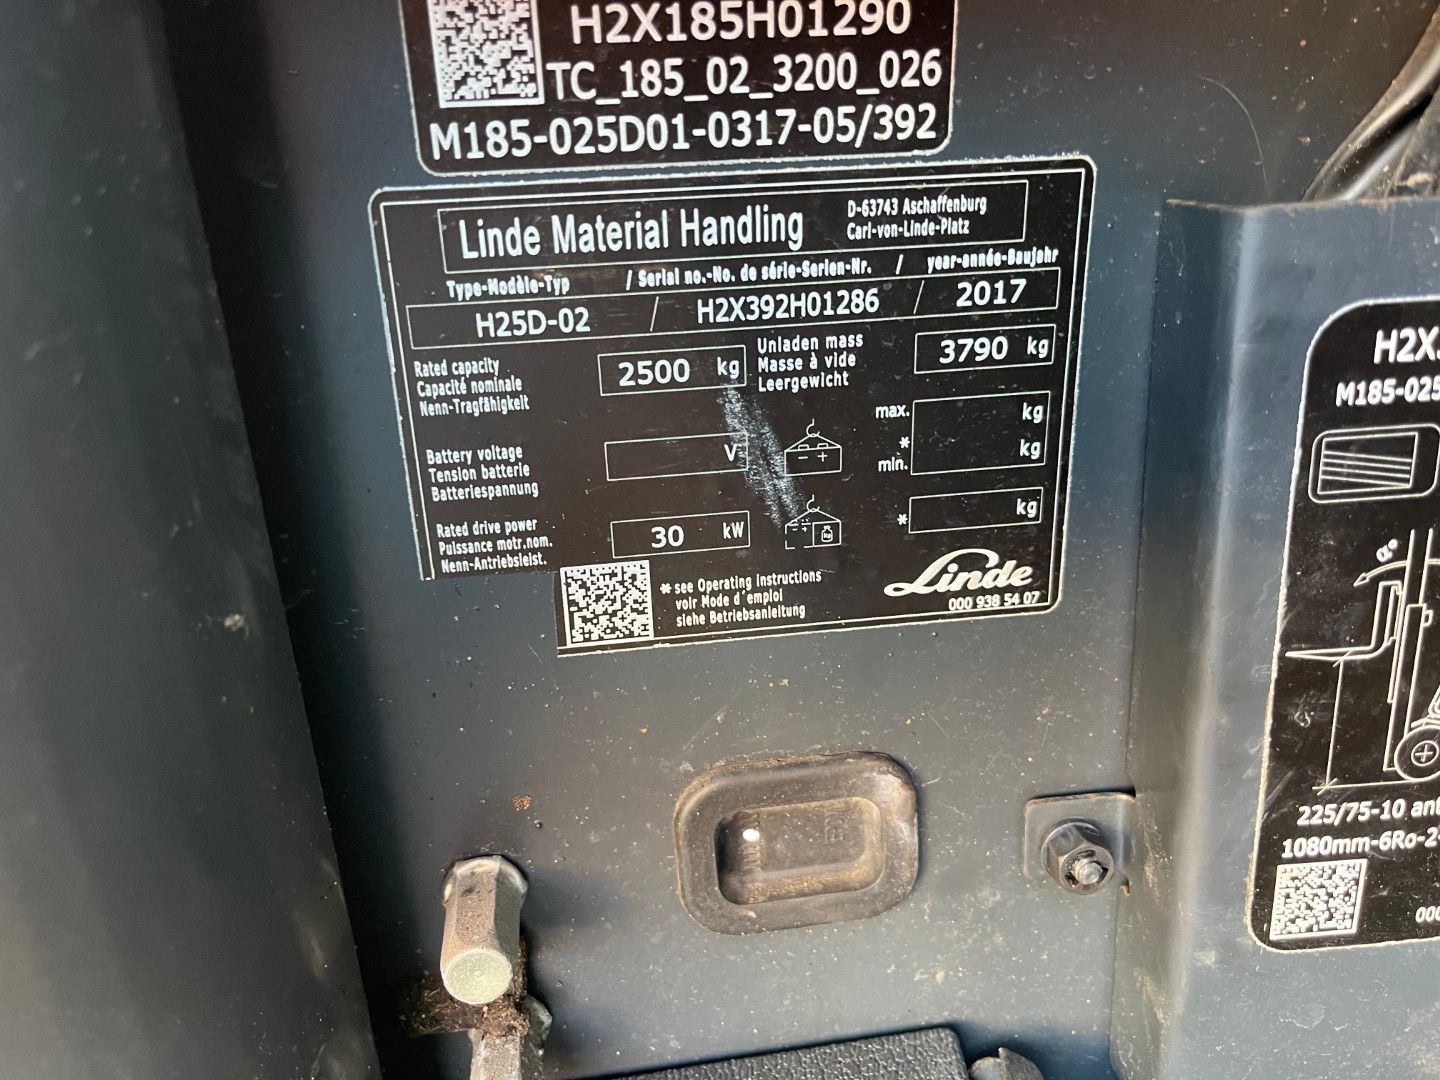 H2X185H01290
TC_185_02_3200_026
M185-025D01-0317-05/392
Linde Material Handling
D-63743 Aschaffenburg
Carl-von-Linde-Platz
Type-Modèle-Typ / Serial no.-No. de série-Serien-Nr. / year-année-Baujahr
H25D-02 / H2X392H01286 / 2017
Rated capacity
Capacité nominale
Nenn-Tragfähigkeit
2500 kg
Unladen mass
Masse à vide
Leergewicht
3790 kg
Battery voltage
Tension batterie
Batteriespannung
V
max. kg
*
min. kg
Rated drive power
Puissance motr.nom.
Nenn-Antriebsleist.
30 kW
kg
* kg
* see Operating instructions
voir Mode d'emploi
siehe Betriebsanleitung
Linde
000 938 54 07
H2X
M185-025
α°
225/75-10 ant
1080mm-6Ro-2
000